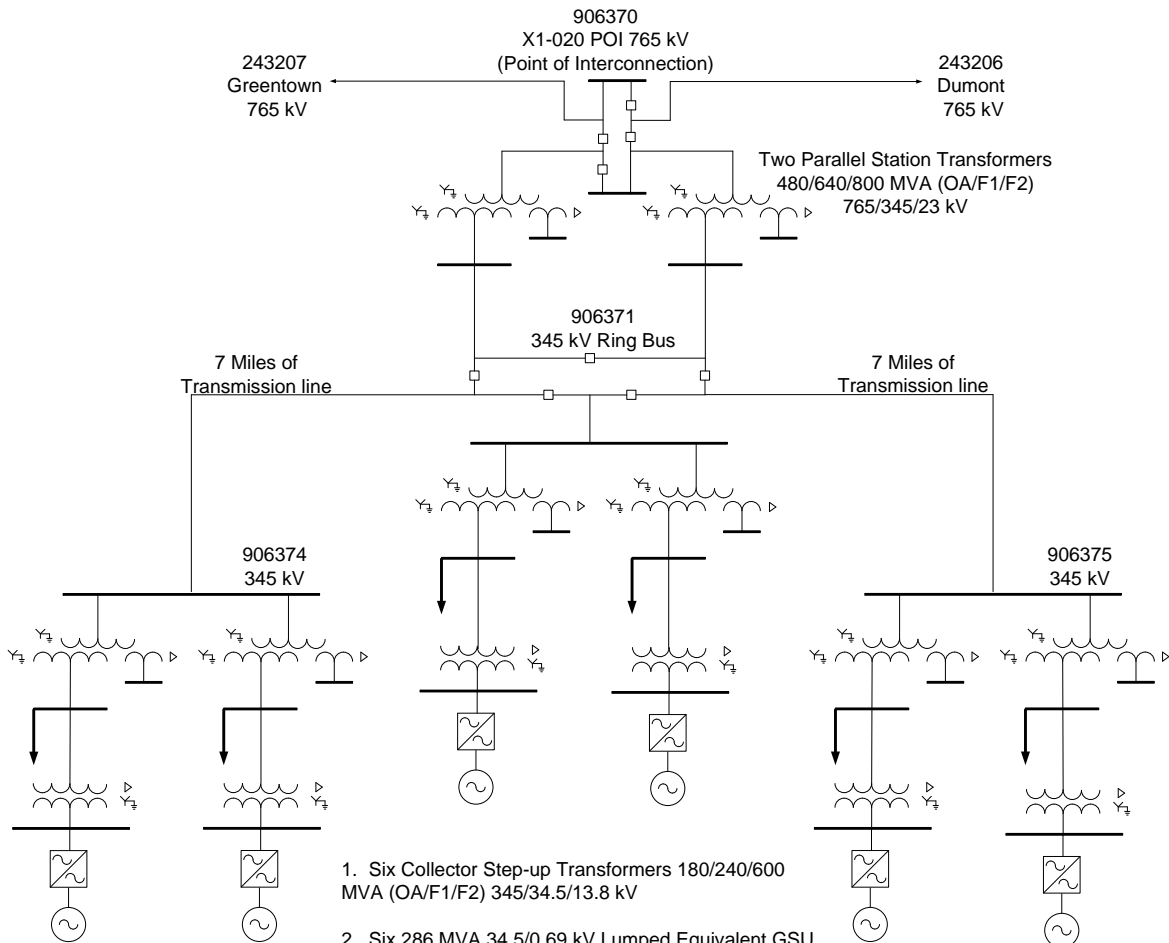 906370
X1-020 POI 765 kV
(Point of Interconnection)
243207
Greentown
765 kV
243206
Dumont
765 kV
Two Parallel Station Transformers
480/640/800 MVA (OA/F1/F2)
765/345/23 kV
906371
345 kV Ring Bus
7 Miles of
Transmission line
7 Miles of
Transmission line
906374
345 kV
906375
345 kV
1. Six Collector Step-up Transformers 180/240/600
MVA (OA/F1/F2) 345/34.5/13.8 kV
2. Six 286 MVA 34.5/0.69 kV Lumped Equivalent GSU